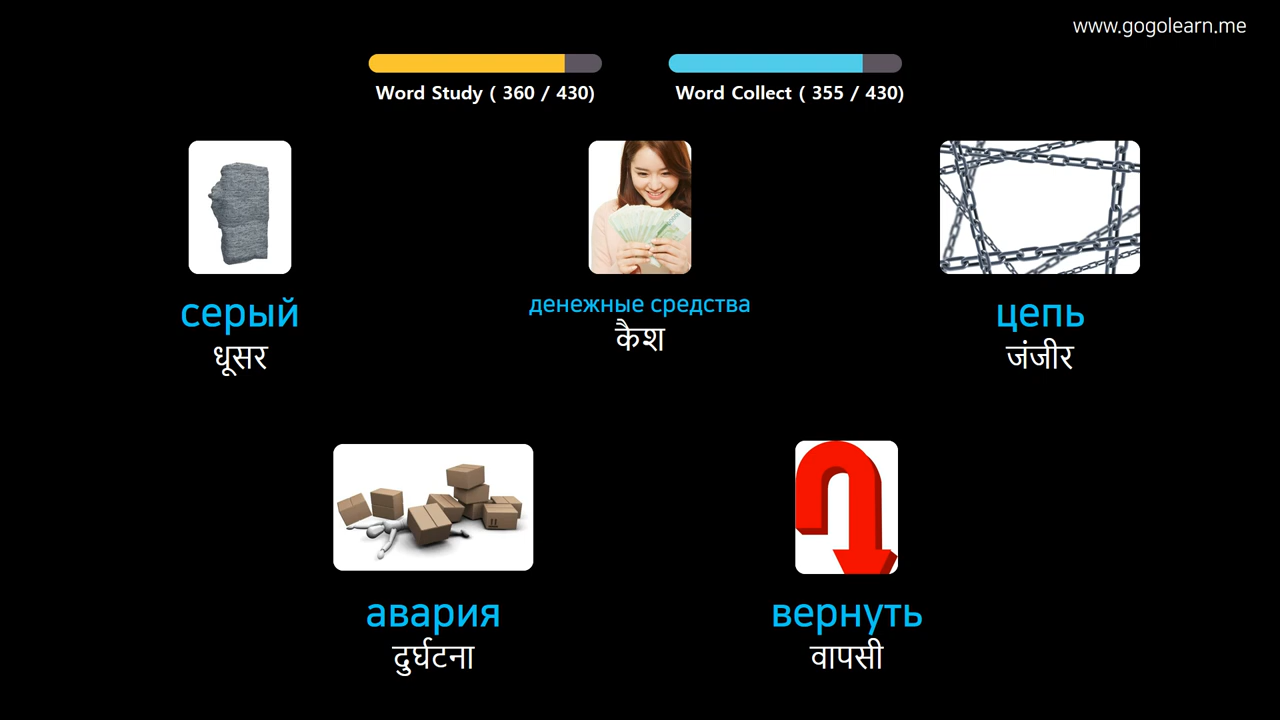 www.gogolearn.me
Word Study ( 360 / 430)
Word Collect ( 355 / 430)
серый
धूसर
денежные средства
कैश
цепь
जंजीर
авария
दुर्घटना
вернуть
वापसी